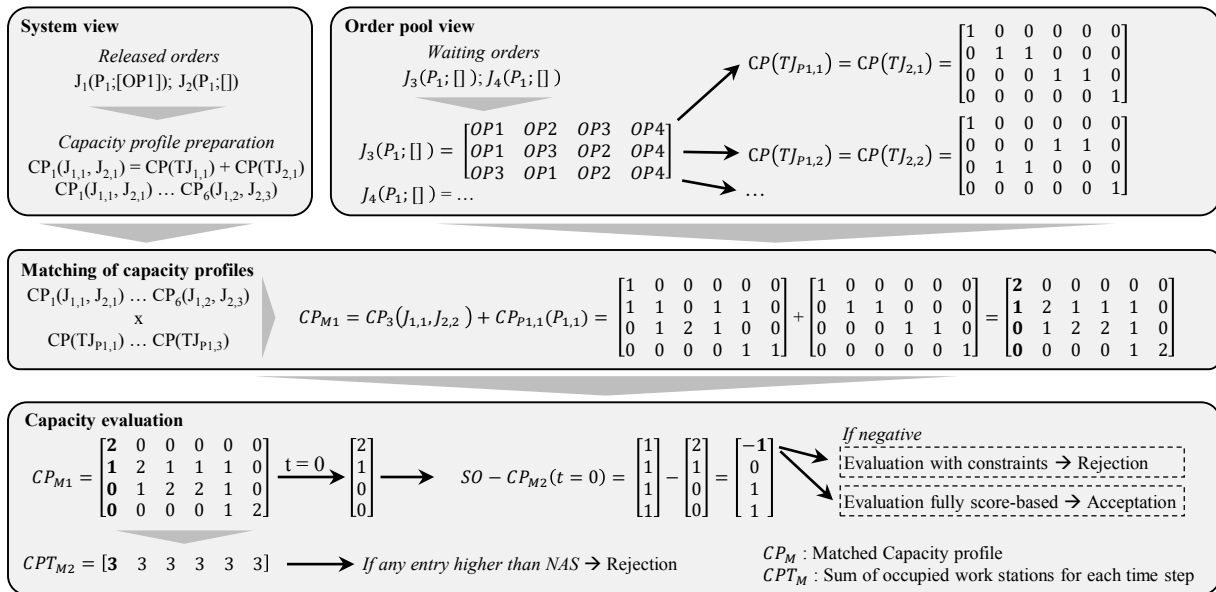 System view
Released orders
J₁(P₁;[OP1]); J₂(P₁;[])
Capacity profile preparation
CP₁(J₁,₁, J₂,₁) = CP(TJ₁,₁) + CP(TJ₂,₁)
CP₁(J₁,₁, J₂,₁) … CP₆(J₁,₂, J₂,₃)
Order pool view
Waiting orders
J₃(P₁; [] ); J₄(P₁; [] )
J₃(P₁; [] ) =
[OP1 OP2 OP3 OP4
OP1 OP3 OP2 OP4
OP3 OP1 OP2 OP4]
J₄(P₁; [] ) = …
CP(TJ_P1,1) = CP(TJ₂,₁) =
[1 0 0 0 0 0
0 1 1 0 0 0
0 0 0 1 1 0
0 0 0 0 0 1]
CP(TJ_P1,2) = CP(TJ₂,₂) =
[1 0 0 0 0 0
0 0 0 1 1 0
0 1 1 0 0 0
0 0 0 0 0 1]
…
Matching of capacity profiles
CP₁(J₁,₁, J₂,₁) … CP₆(J₁,₂, J₂,₃)
x
CP(TJ_P1,1) … CP(TJ_P1,3)
CP_M1 = CP₃(J₁,₁, J₂,₂ ) + CP_P1,1(P₁,₁) =
[1 0 0 0 0 0
1 1 0 1 1 0
0 1 2 1 0 0
0 0 0 0 1 1]
+
[1 0 0 0 0 0
0 1 1 0 0 0
0 0 0 1 1 0
0 0 0 0 0 1]
=
[2 0 0 0 0 0
1 2 1 1 1 0
0 1 2 2 1 0
0 0 0 0 1 2]
Capacity evaluation
CP_M1 =
[2 0 0 0 0 0
1 2 1 1 1 0
0 1 2 2 1 0
0 0 0 0 1 2]
t = 0
[2
1
0
0]
SO − CP_M2(t = 0) =
[1
1
1
1]
−
[2
1
0
0]
=
[−1
0
1
1]
If negative
Evaluation with constraints → Rejection
Evaluation fully score-based → Acceptation
CPT_M2 = [3 3 3 3 3 3]
If any entry higher than NAS → Rejection
CP_M : Matched Capacity profile
CPT_M : Sum of occupied work stations for each time step